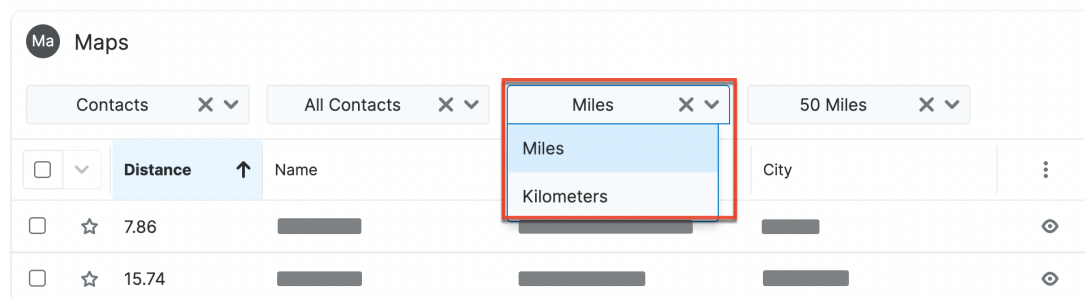 Ma Maps
Contacts All Contacts Miles 50 Miles
Miles
Distance Name City
Kilometers
7.86
15.74